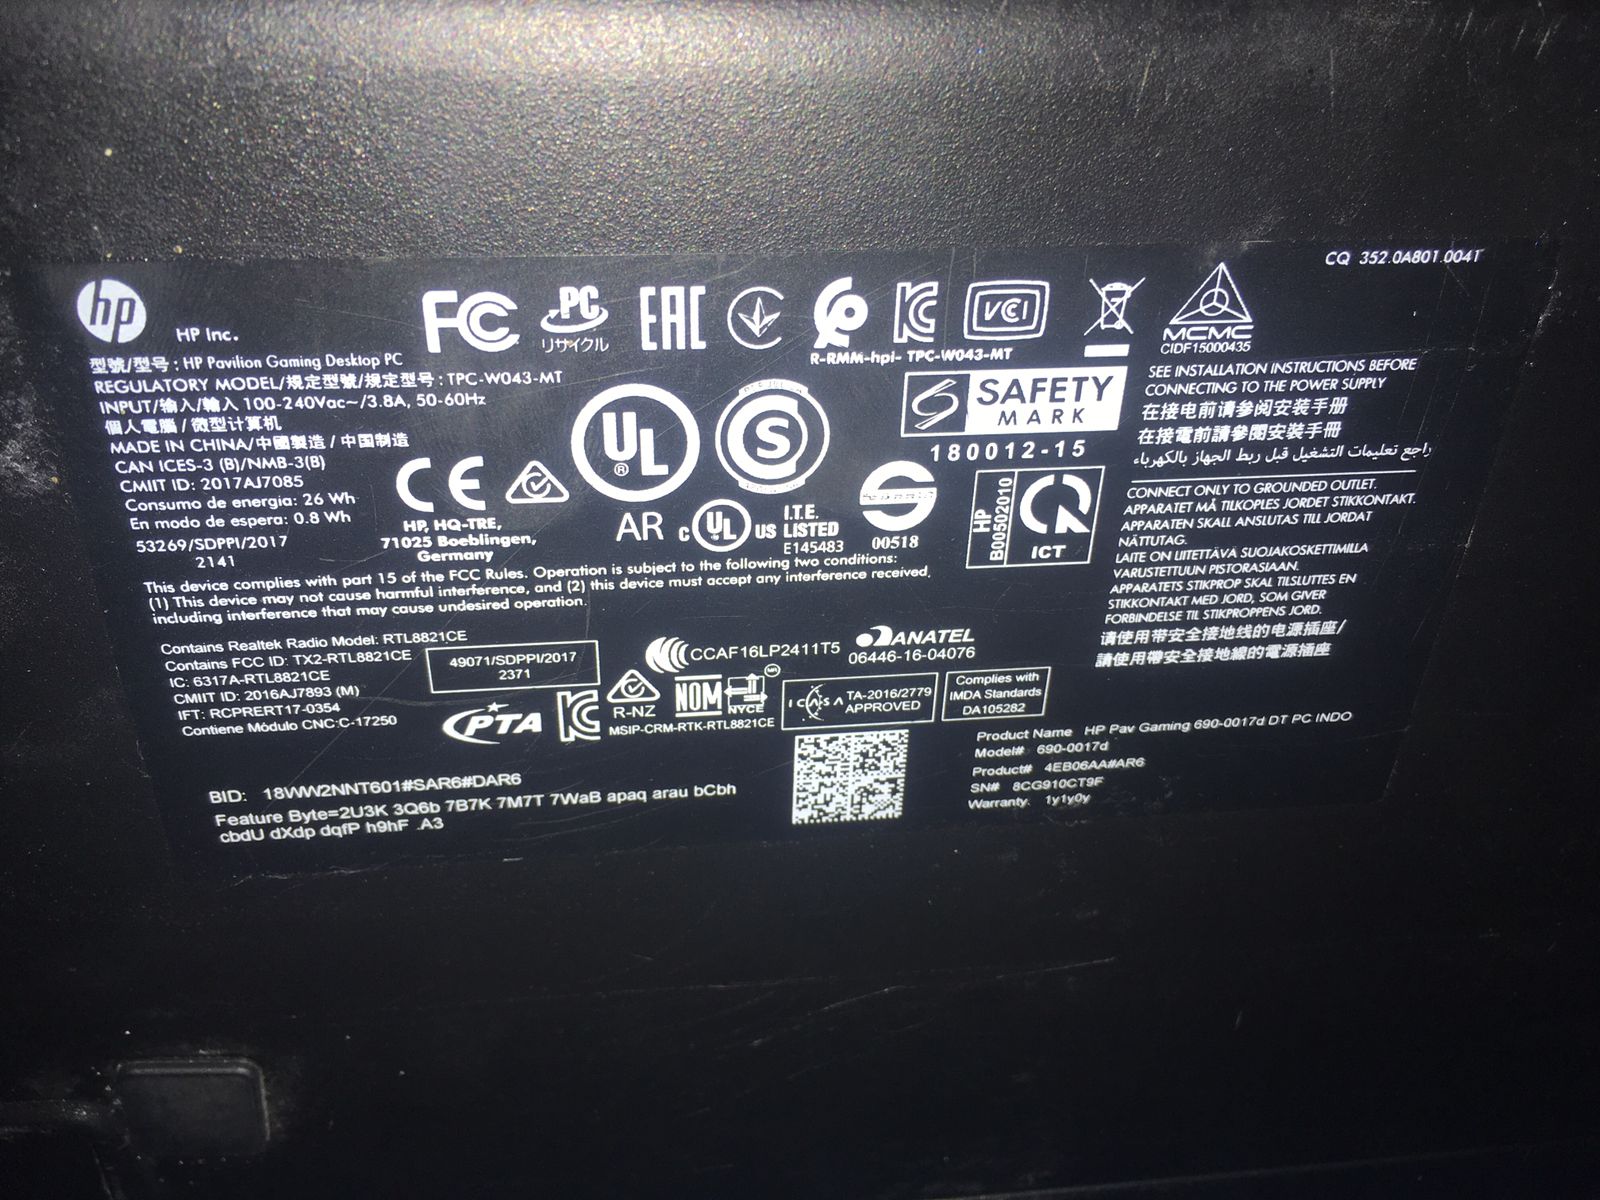 CQ 352.0A801.004T
hp
HP Inc.
FC
PC
リサイクル
EAC
VCCI
R-RMM-hpi- TPC-W043-MT
MCMC
CIDF15000435
型號/型号 : HP Pavilion Gaming Desktop PC
REGULATORY MODEL/規定型號/规定型号 : TPC-W043-MT
INPUT/输入/輸入 100-240Vac~/3.8A, 50-60Hz
個人電腦 / 微型计算机
MADE IN CHINA/中國製造 / 中国制造
CAN ICES-3 (B)/NMB-3(B)
CMIIT ID: 2017AJ7085
Consumo de energia: 26 Wh
En modo de espera: 0.8 Wh
53269/SDPPI/2017
2141
CE
HP, HQ-TRE,
71025 Boeblingen,
Germany
UL
®
S
AR
c UL US
I.T.E.
LISTED
E145483
SAFETY
MARK
180012-15
00518
HP
B00502010
ICT
SEE INSTALLATION INSTRUCTIONS BEFORE
CONNECTING TO THE POWER SUPPLY
在接电前请参阅安装手册
在接電前請參閱安裝手冊
راجع تعليمات التشغيل قبل ربط الجهاز بالكهرباء
CONNECT ONLY TO GROUNDED OUTLET.
APPARATET MÅ TILKOPLES JORDET STIKKONTAKT.
APPARATEN SKALL ANSLUTAS TILL JORDAT
NÄTTUTAG.
LAITE ON LIITETTÄVÄ SUOJAKOSKETTIMILLA
VARUSTETTUUN PISTORASIAAN.
APPARATETS STIKPROP SKAL TILSLUTTES EN
STIKKONTAKT MED JORD, SOM GIVER
FORBINDELSE TIL STIKPROPPENS JORD.
请使用带安全接地线的电源插座/
請使用帶安全接地線的電源插座
This device complies with part 15 of the FCC Rules. Operation is subject to the following two conditions:
(1) This device may not cause harmful interference, and (2) this device must accept any interference received,
including interference that may cause undesired operation.
Contains Realtek Radio Model: RTL8821CE
Contains FCC ID: TX2-RTL8821CE
IC: 6317A-RTL8821CE
CMIIT ID: 2016AJ7893 (M)
IFT: RCPRERT17-0354
Contiene Módulo CNC:C-17250
49071/SDPPI/2017
2371
CCAF16LP2411T5
ANATEL
06446-16-04076
PTA
R-NZ
NOM
NYCE
MSIP-CRM-RTK-RTL8821CE
ICASA TA-2016/2779
APPROVED
Complies with
IMDA Standards
DA105282
BID: 18WW2NNT601#SAR6#DAR6
Feature Byte=2U3K 3Q6b 7B7K 7M7T 7WaB apaq arau bCbh
cbdU dXdp dqfP h9hF .A3
Product Name HP Pav Gaming 690-0017d DT PC INDO
Model# 690-0017d
Product# 4EB06AA#AR6
SN# 8CG910CT9F
Warranty 1y1y0y